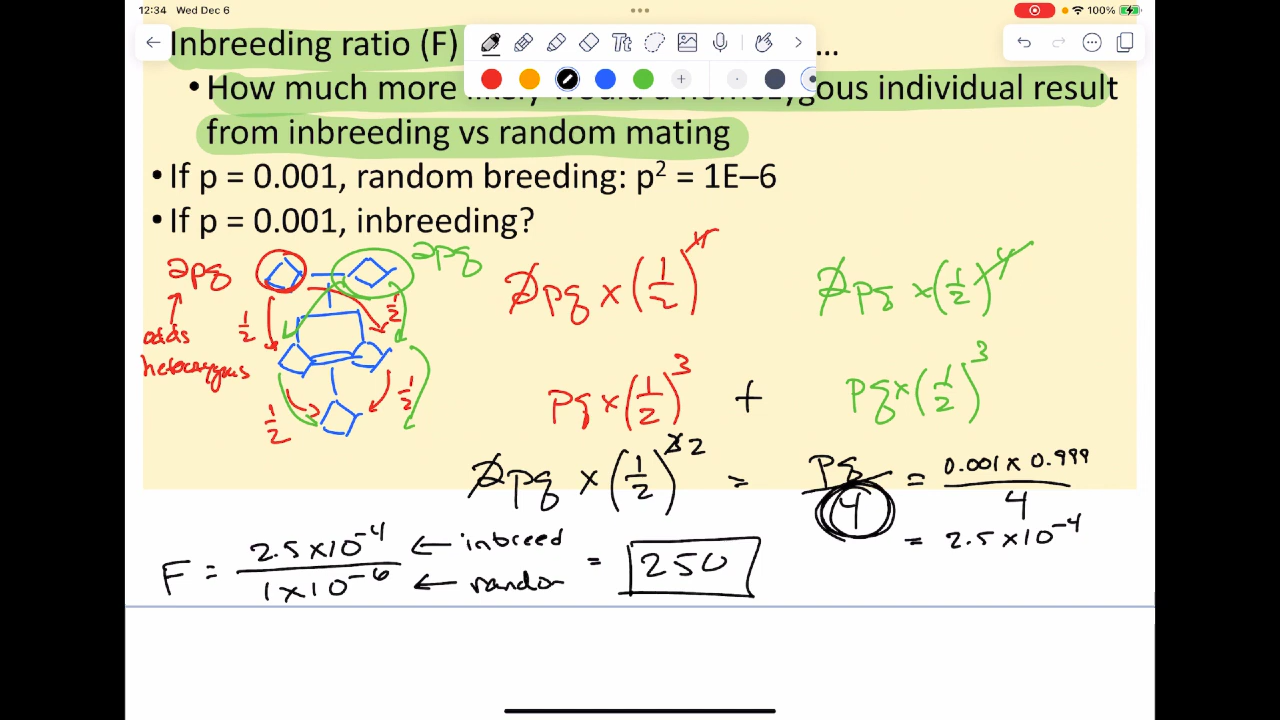 12:34 Wed Dec 6
100%
Inbreeding ratio (F) ...
Tt
• How much more likely would a homozygous individual result
from inbreeding vs random mating
• If p = 0.001, random breeding: p² = 1E–6
• If p = 0.001, inbreeding?
2pq 2pq 2pq × (1/2)⁴ 2pq × (1/2)⁴
odds 1/2 1/2
heterozygous
pq × (1/2)³ + pq × (1/2)³
1/2 1/2
2pq × (1/2)³ 2 = pq/4 = 0.001 × 0.999/4
= 2.5 × 10⁻⁴
F = 2.5 × 10⁻⁴ ← inbreed / 1 × 10⁻⁶ ← random = 250